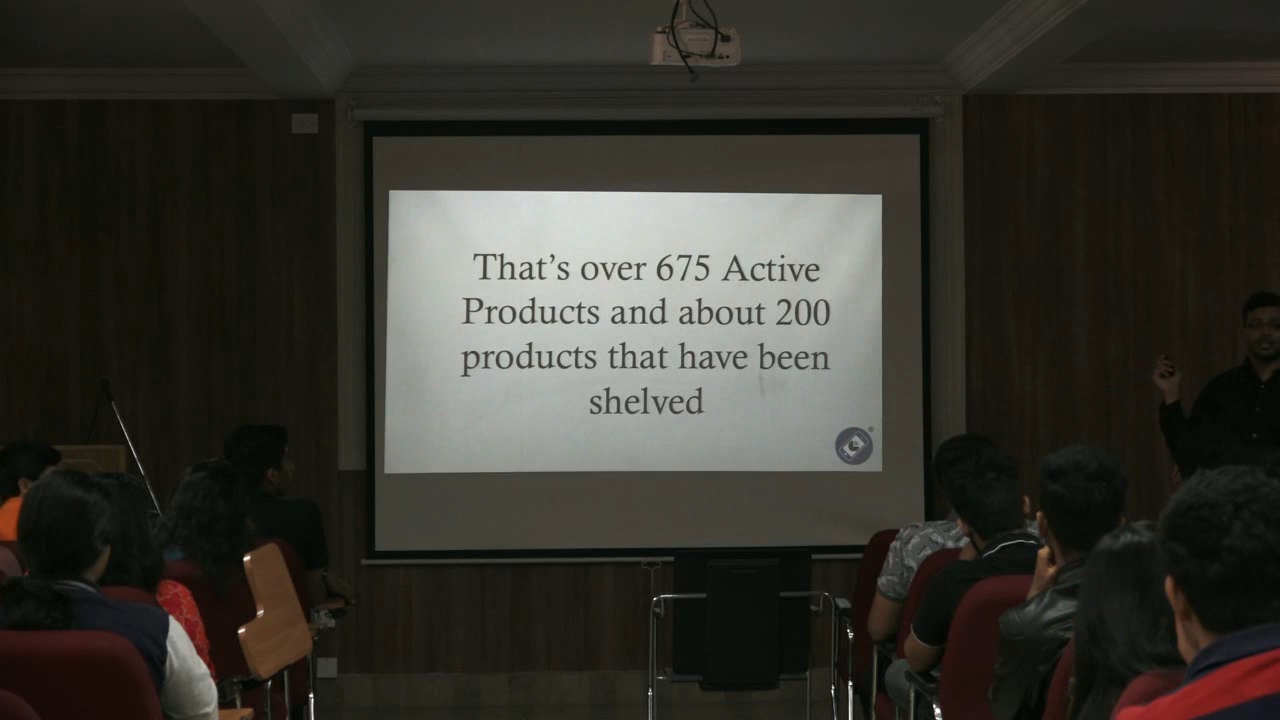 That's over 675 Active
Products and about 200
products that have been
shelved